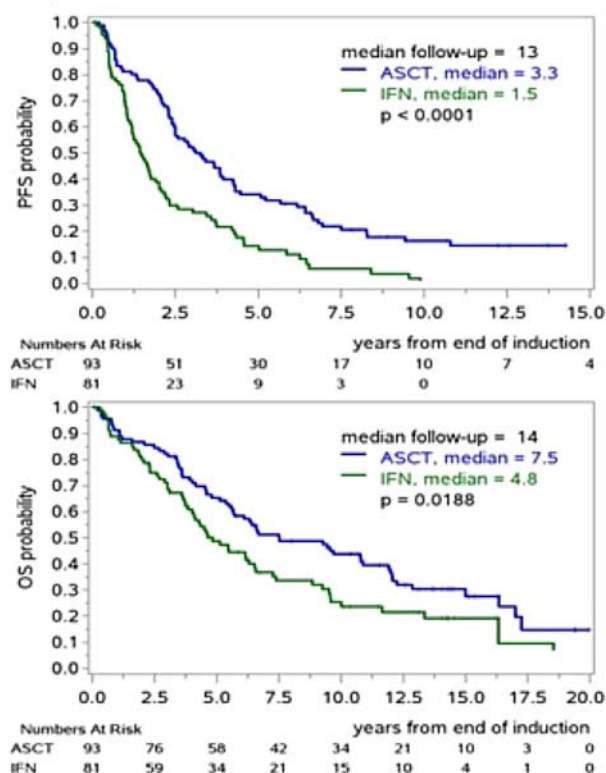 1.0
0.9
0.8
0.7
0.6
0.5
0.4
0.3
0.2
0.1
0.0
PFS probability
median follow-up = 13
ASCT, median = 3.3
IFN, median = 1.5
p < 0.0001
0.0 2.5 5.0 7.5 10.0 12.5 15.0
Numbers At Risk years from end of induction
ASCT 93 51 30 17 10 7 4
IFN 81 23 9 3 0
1.0
0.9
0.8
0.7
0.6
0.5
0.4
0.3
0.2
0.1
0.0
OS probability
median follow-up = 14
ASCT, median = 7.5
IFN, median = 4.8
p = 0.0188
0.0 2.5 5.0 7.5 10.0 12.5 15.0 17.5 20.0
Numbers At Risk years from end of induction
ASCT 93 76 58 42 34 21 10 3 0
IFN 81 59 34 21 15 10 4 1 0